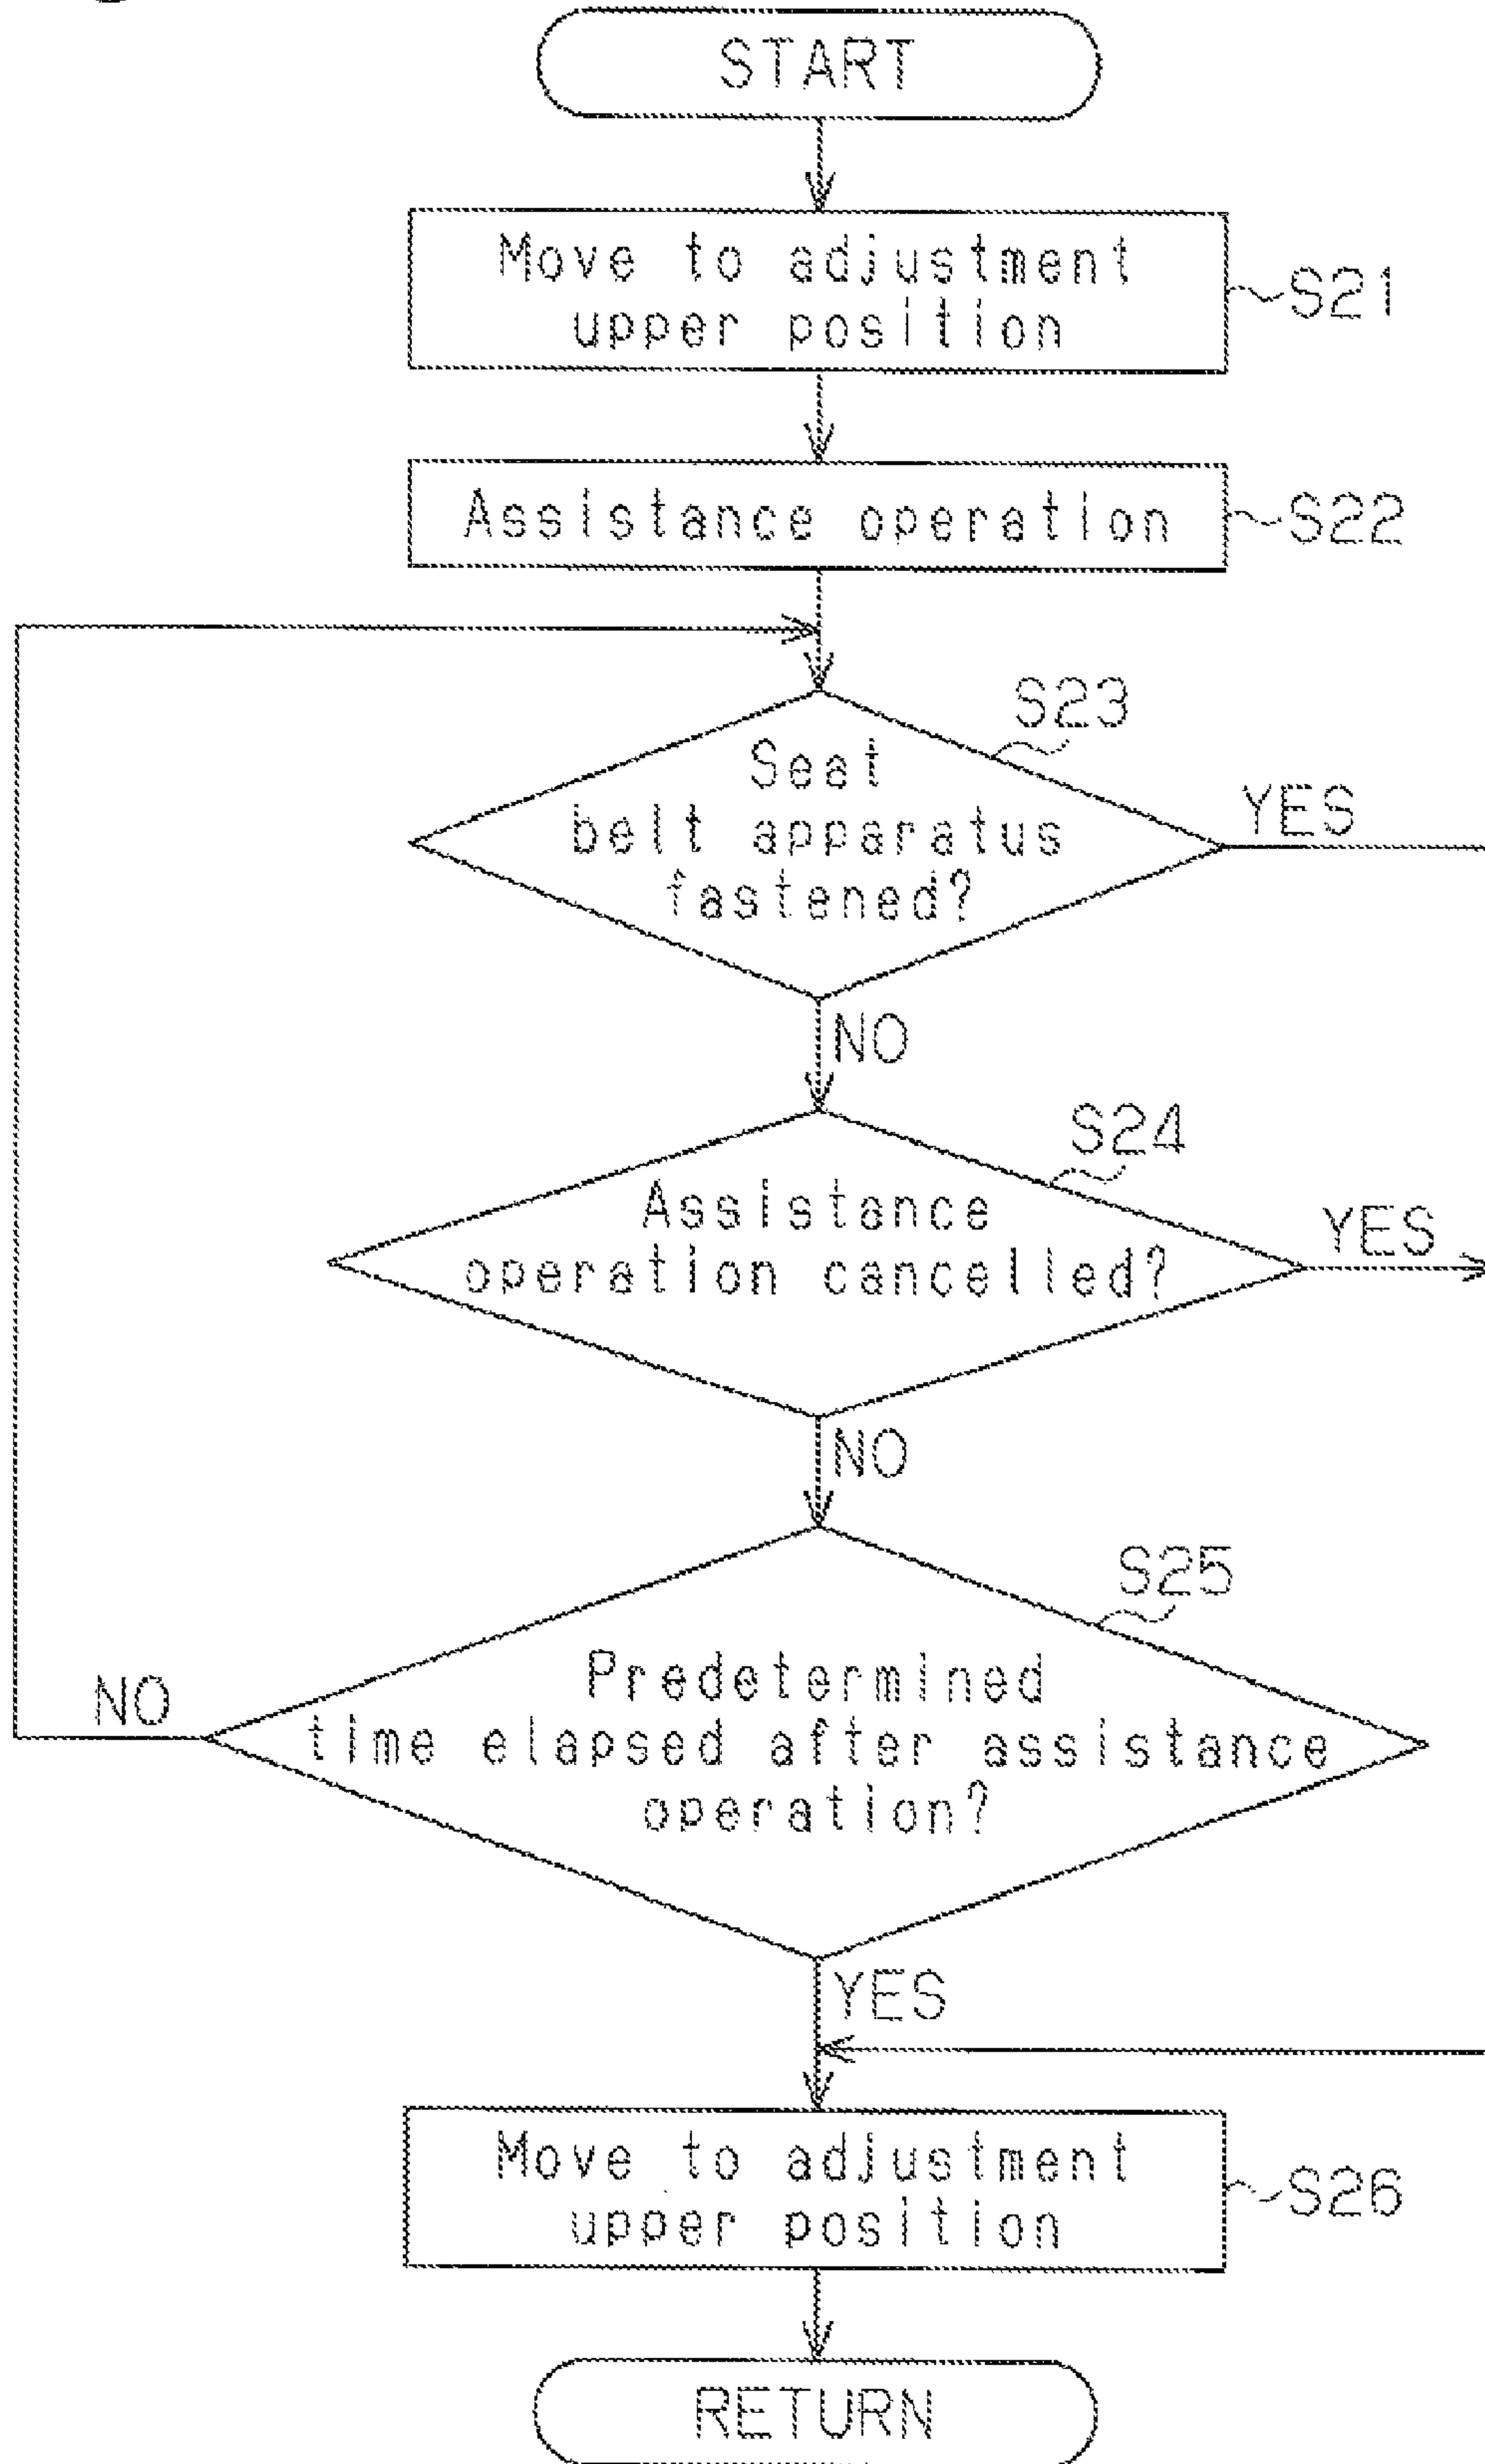 START
Move to adjustment
upper position
S21
Assistance operation
S22
S23
Seat
belt apparatus
fastened?
YES
NO
S24
Assistance
operation cancelled?
YES
NO
S25
Predetermined
time elapsed after assistance
operation?
NO
YES
Move to adjustment
upper position
S26
RETURN